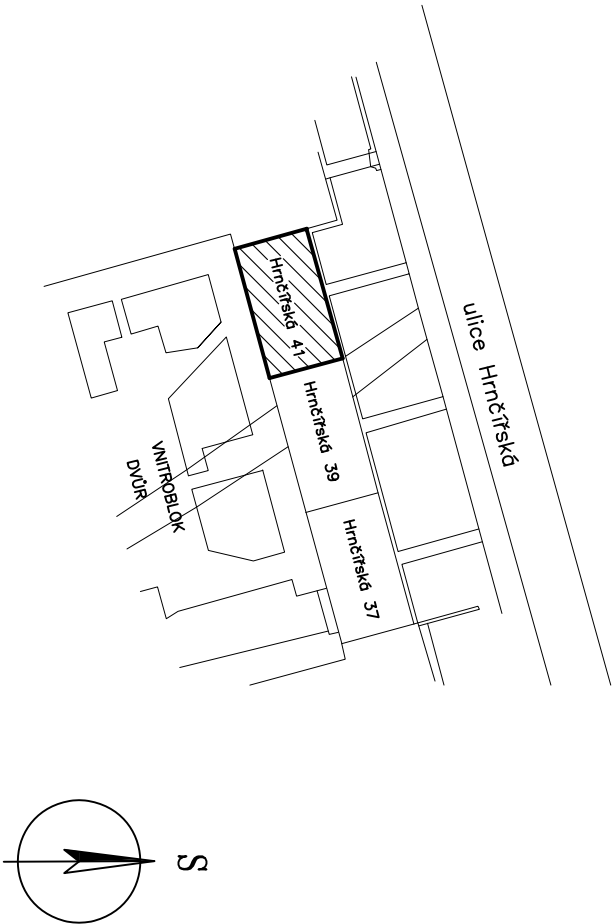 ulice Hrnčířská
Hrnčířská 41
Hrnčířská 39
Hrnčířská 37
VNITROBLOK
DVŮR
S